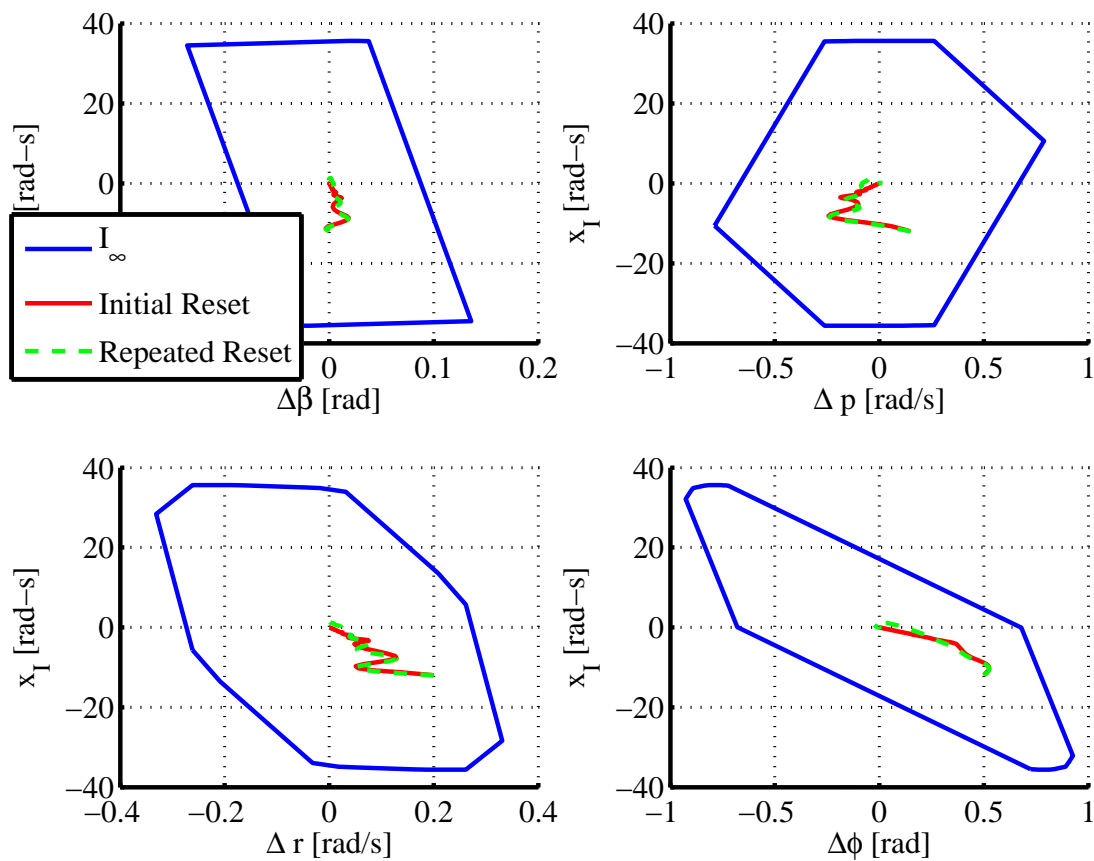 40
20
0
[rad−s]
I∞
Initial Reset
Repeated Reset
0 0.1 0.2
Δβ [rad]
40
20
0
−20
−40
x_I [rad−s]
−1 −0.5 0 0.5 1
Δ p [rad/s]
40
20
0
−20
−40
x_I [rad−s]
−0.4 −0.2 0 0.2 0.4
Δ r [rad/s]
40
20
0
−20
−40
x_I [rad−s]
−1 −0.5 0 0.5 1
Δϕ [rad]